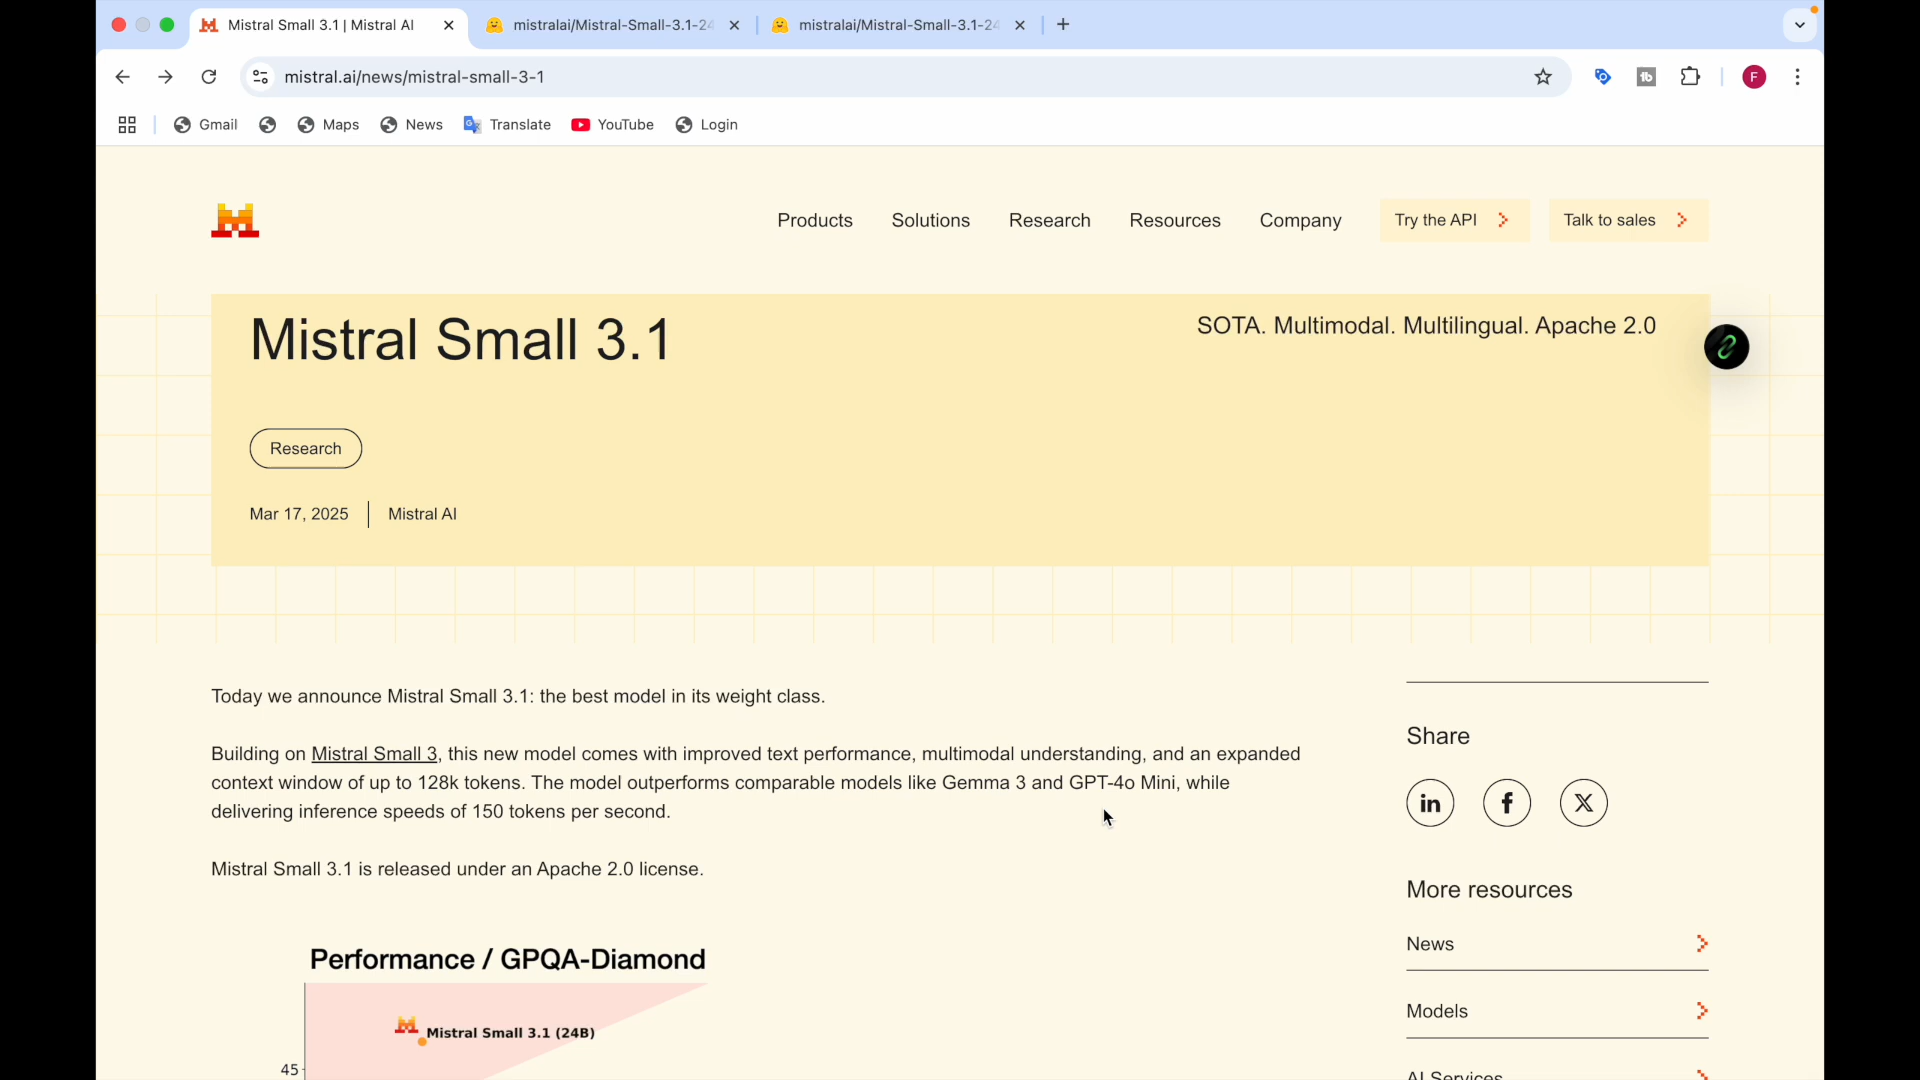 Mistral Small 3.1 | Mistral AI
mistralai/Mistral-Small-3.1-24
mistralai/Mistral-Small-3.1-24
mistral.ai/news/mistral-small-3-1
F
Gmail
Maps
News
Translate
YouTube
Login
Products
Solutions
Research
Resources
Company
Try the API
Talk to sales
Mistral Small 3.1
SOTA. Multimodal. Multilingual. Apache 2.0
Research
Mar 17, 2025
Mistral AI
Today we announce Mistral Small 3.1: the best model in its weight class.
Building on Mistral Small 3, this new model comes with improved text performance, multimodal understanding, and an expanded
context window of up to 128k tokens. The model outperforms comparable models like Gemma 3 and GPT-4o Mini, while
delivering inference speeds of 150 tokens per second.
Mistral Small 3.1 is released under an Apache 2.0 license.
Performance / GPQA-Diamond
Mistral Small 3.1 (24B)
45
Share
More resources
News
Models
AI Services